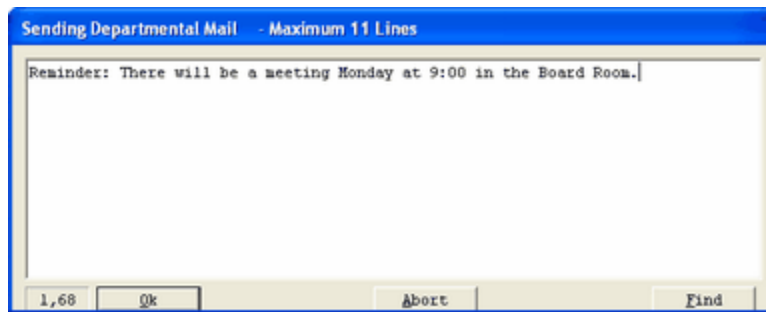 Sending Departmental Mail - Maximum 11 Lines
Reminder: There will be a meeting Monday at 9:00 in the Board Room.
1,68 Ok Abort Find